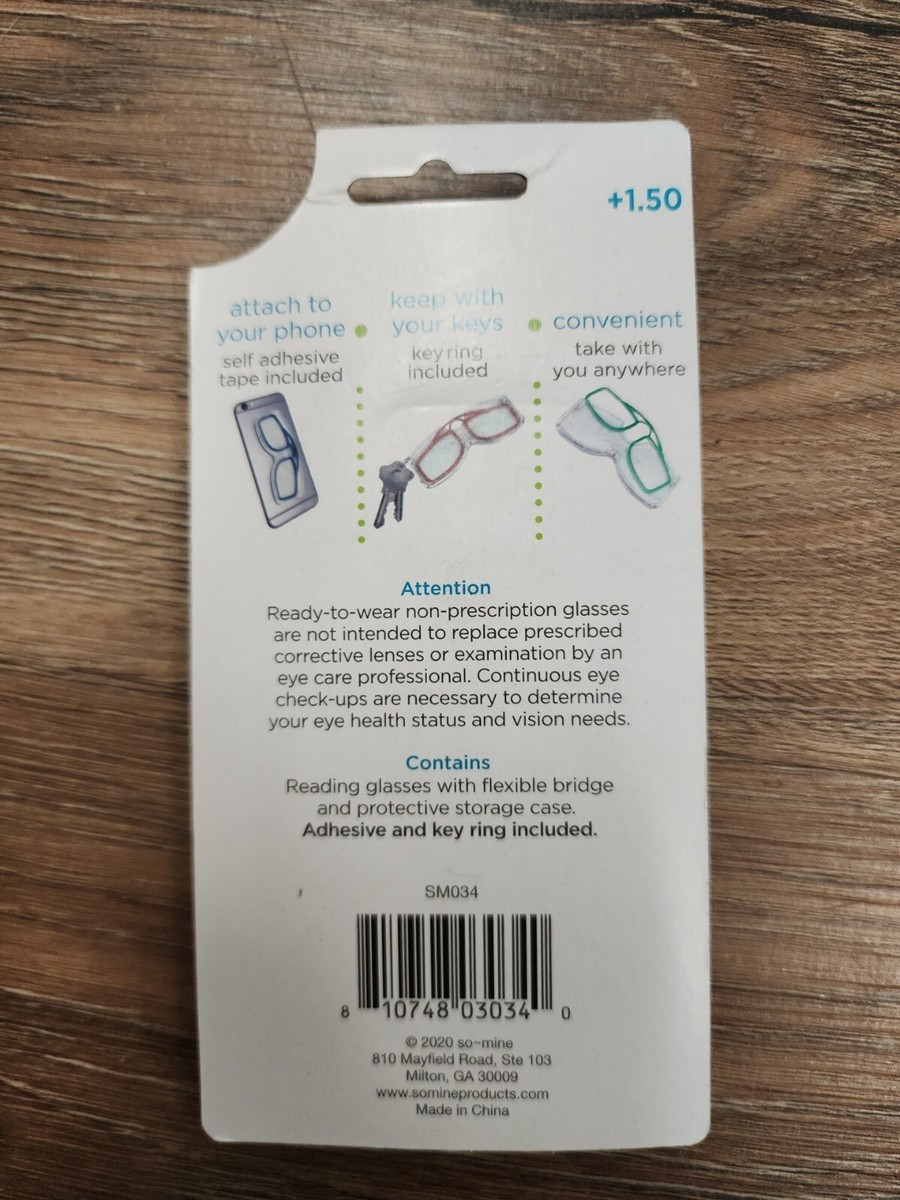 +1.50
attach to
your phone
self adhesive
tape included
keep with
your keys
key ring
included
convenient
take with
you anywhere
Attention
Ready-to-wear non-prescription glasses
are not intended to replace prescribed
corrective lenses or examination by an
eye care professional. Continuous eye
check-ups are necessary to determine
your eye health status and vision needs.
Contains
Reading glasses with flexible bridge
and protective storage case.
Adhesive and key ring included.
SM034
8 10748 03034 0
© 2020 so~mine
810 Mayfield Road, Ste 103
Milton, GA 30009
www.somineproducts.com
Made in China